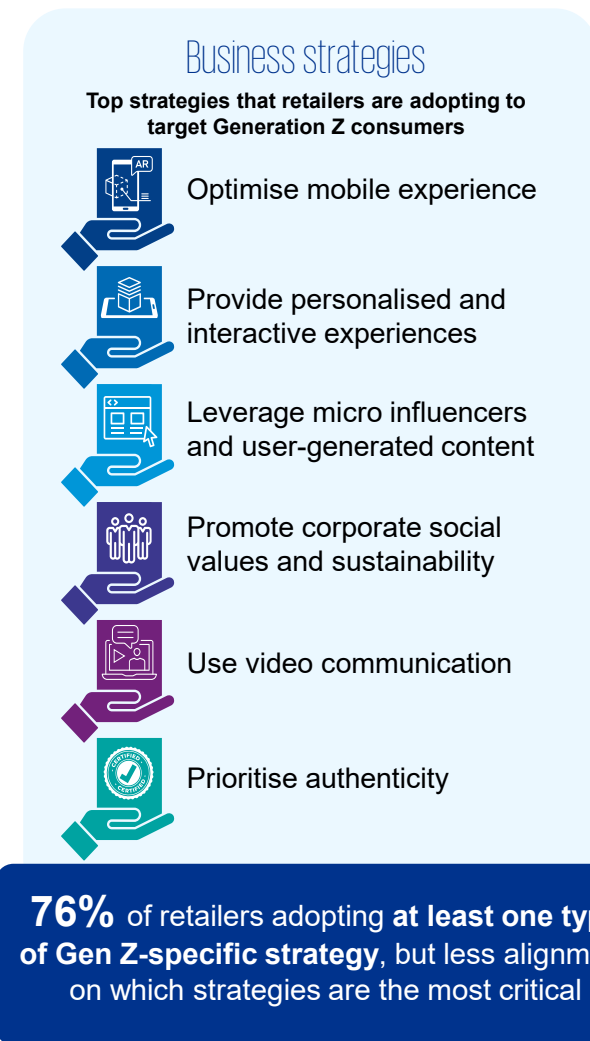 Business strategies
Top strategies that retailers are adopting to
target Generation Z consumers
AR
Optimise mobile experience
Provide personalised and
interactive experiences
Leverage micro influencers
and user-generated content
Promote corporate social
values and sustainability
Use video communication
CERTIFIED
CERTIFIED
Prioritise authenticity
76% of retailers adopting at least one typ
of Gen Z-specific strategy, but less alignm
on which strategies are the most critical